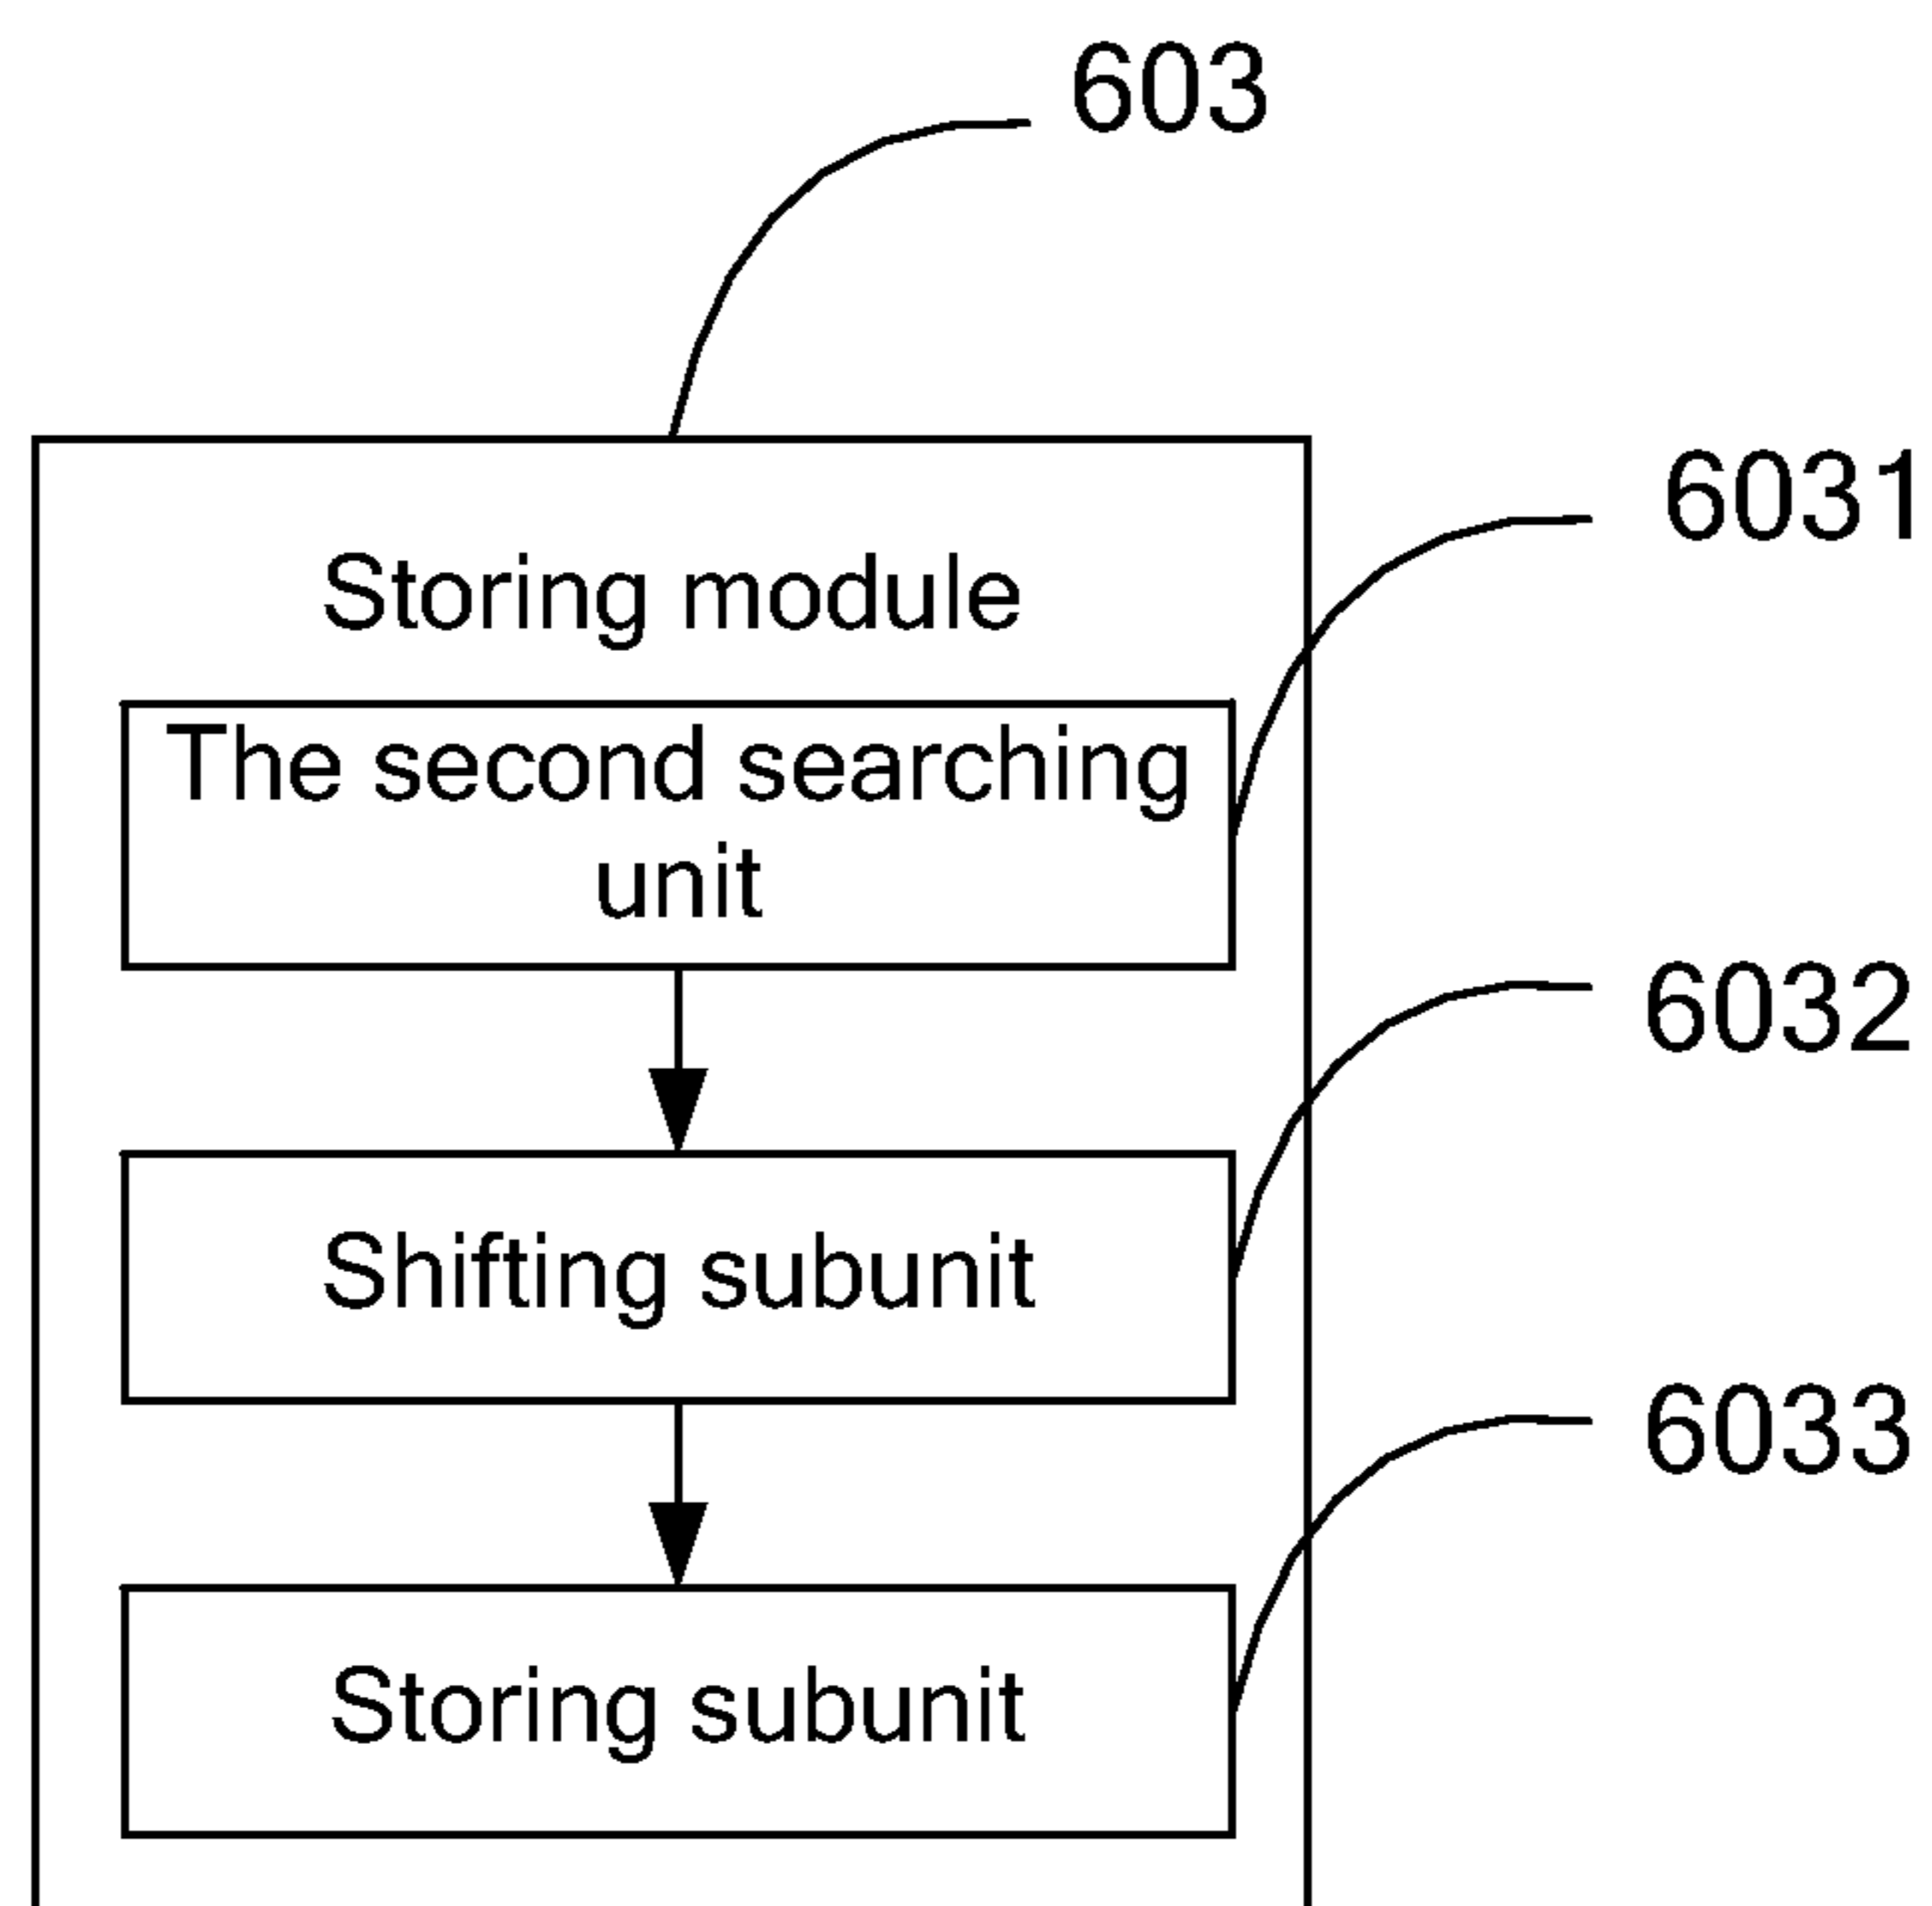 603
6031
Storing module
The second searching
unit
6032
Shifting subunit
6033
Storing subunit